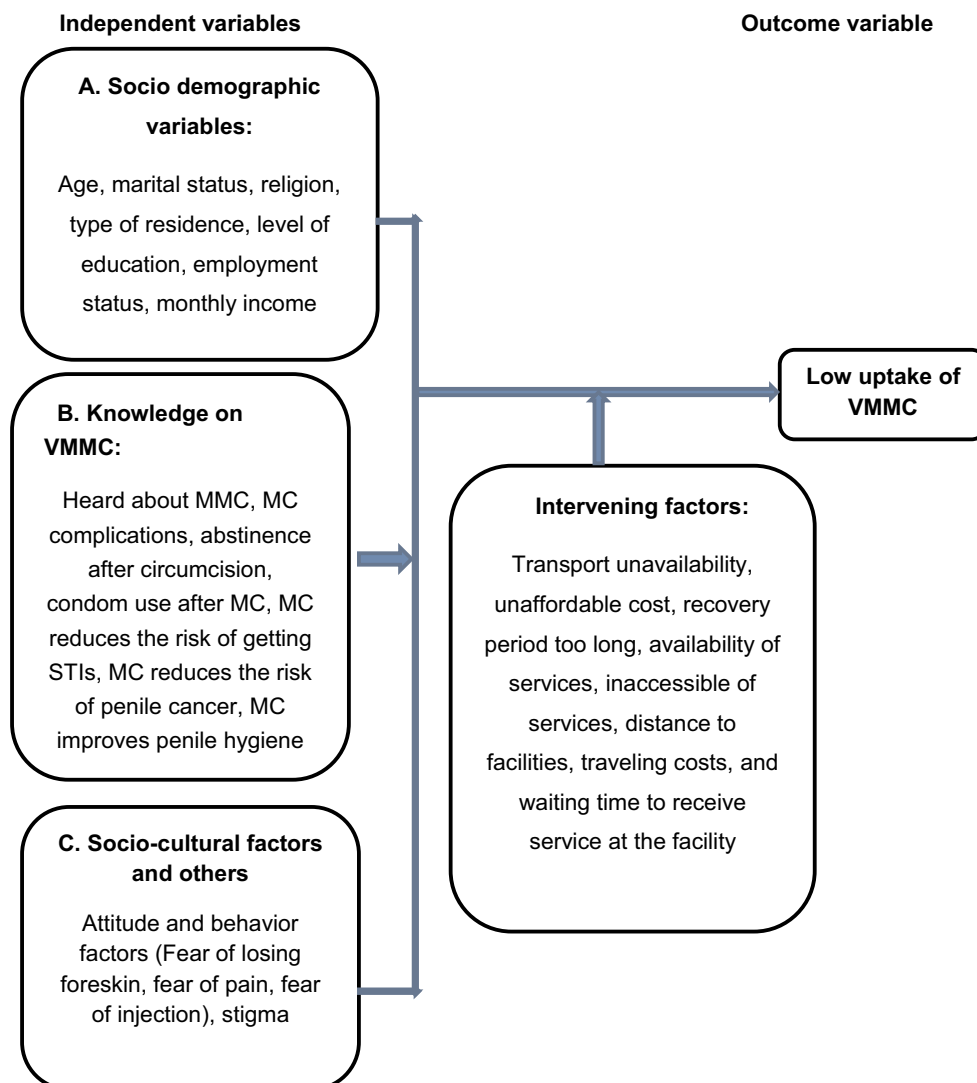 Independent variables
Outcome variable
A. Socio demographic
variables:
Age, marital status, religion,
type of residence, level of
education, employment
status, monthly income
B. Knowledge on
VMMC:
Heard about MMC, MC
complications, abstinence
after circumcision,
condom use after MC, MC
reduces the risk of getting
STIs, MC reduces the risk
of penile cancer, MC
improves penile hygiene
C. Socio-cultural factors
and others
Attitude and behavior
factors (Fear of losing
foreskin, fear of pain, fear
of injection), stigma
Intervening factors:
Transport unavailability,
unaffordable cost, recovery
period too long, availability of
services, inaccessible of
services, distance to
facilities, traveling costs, and
waiting time to receive
service at the facility
Low uptake of
VMMC